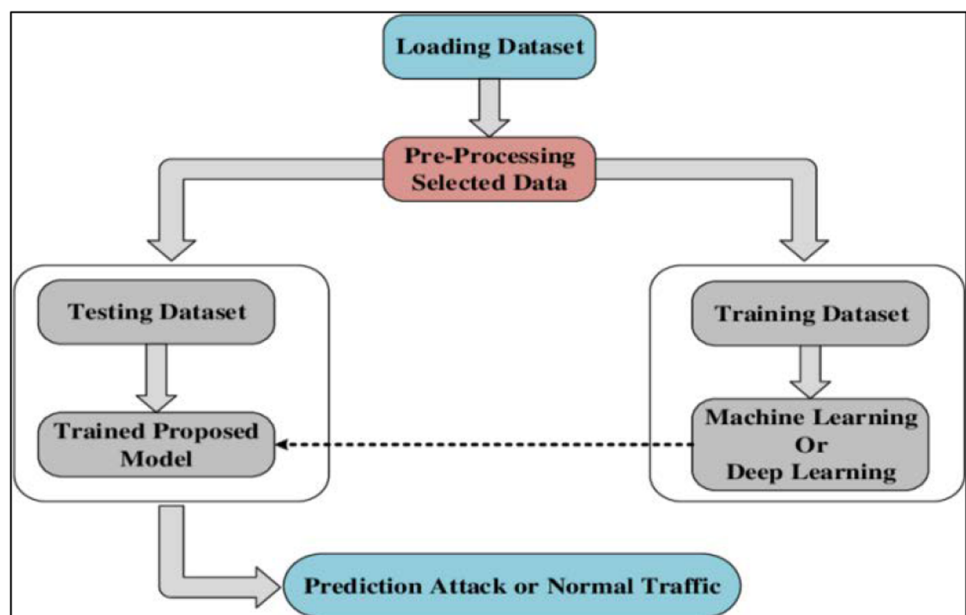 Loading Dataset
Pre-Processing
Selected Data
Testing Dataset
Trained Proposed
Model
Training Dataset
Machine Learning
Or
Deep Learning
Prediction Attack or Normal Traffic